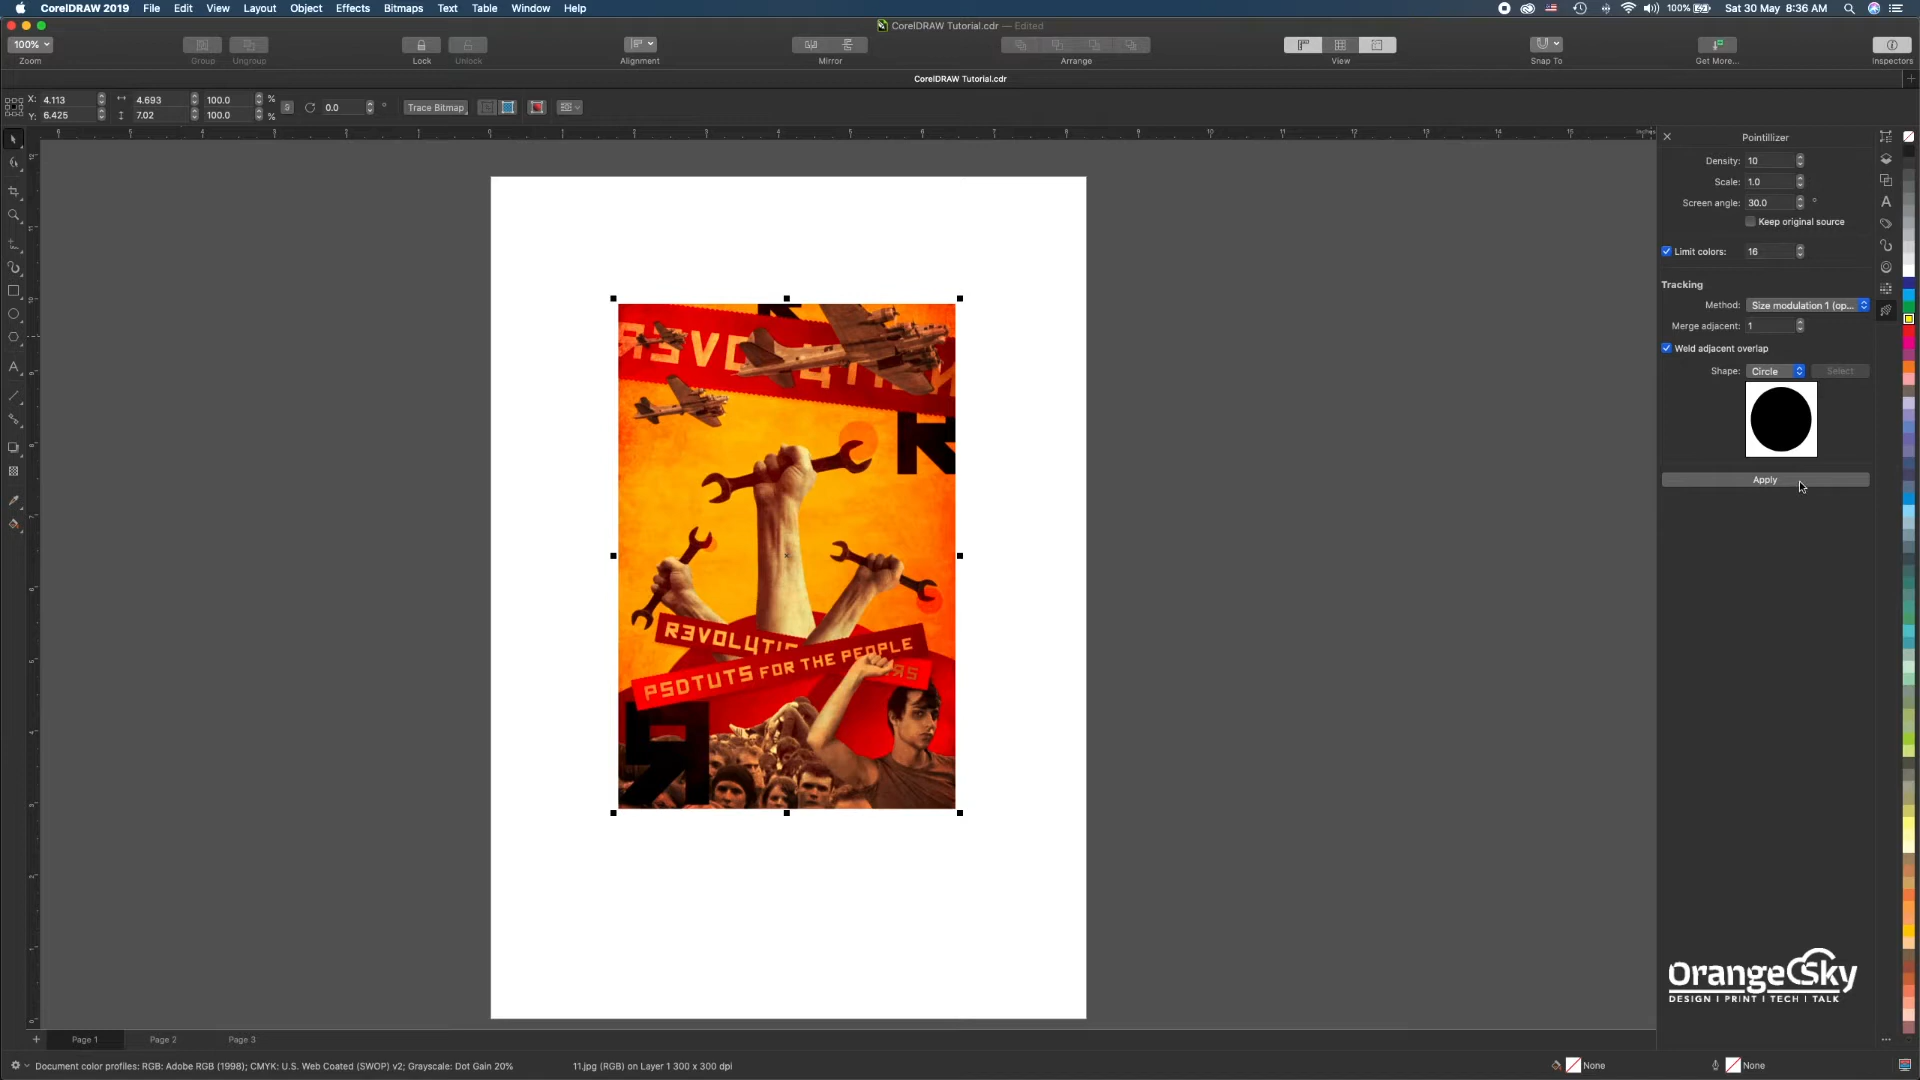 CorelDRAW 2019 File Edit View Layout Object Effects Bitmaps Text Table Window Help
100% Sat 30 May 8:36 AM
CorelDRAW Tutorial.cdr — Edited
100%
Zoom Group Ungroup Lock Unlock Alignment Mirror Arrange View Snap To Get More... Inspectors
CorelDRAW Tutorial.cdr
X: 4.113 4.693 100.0 % 0.0 ° Trace Bitmap
Y: 6.425 7.02 100.0 %
Pointillizer
Density: 10
Scale: 1.0
Screen angle: 30.0 °
Keep original source
Limit colors: 16
Tracking
Method: Size modulation 1 (op...
Merge adjacent: 1
Weld adjacent overlap
Shape: Circle Select
Apply
PSDTUTS FOR THE PEOPLE
OrangeSky
DESIGN | PRINT | TECH | TALK
Page 1 Page 2 Page 3
Document color profiles: RGB: Adobe RGB (1998); CMYK: U.S. Web Coated (SWOP) v2; Grayscale: Dot Gain 20% 11.jpg (RGB) on Layer 1 300 x 300 dpi None None